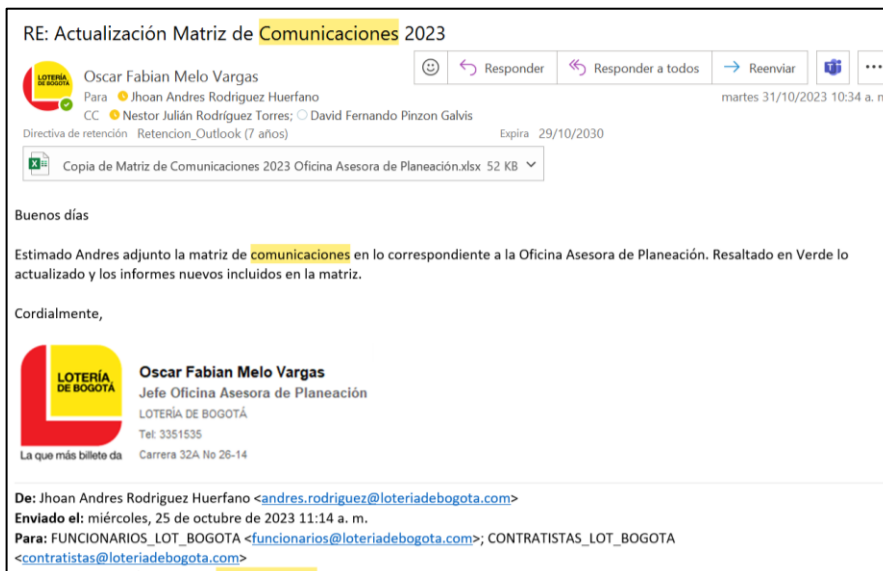 RE: Actualización Matriz de Comunicaciones 2023
LOTERÍA
DE BOGOTÁ
Oscar Fabian Melo Vargas
Responder
Responder a todos
Reenviar
Para Jhoan Andres Rodriguez Huerfano
martes 31/10/2023 10:34 a. m
CC Nestor Julián Rodríguez Torres; David Fernando Pinzon Galvis
Directiva de retención Retencion_Outlook (7 años)
Expira 29/10/2030
Copia de Matriz de Comunicaciones 2023 Oficina Asesora de Planeación.xlsx 52 KB
Buenos días
Estimado Andres adjunto la matriz de comunicaciones en lo correspondiente a la Oficina Asesora de Planeación. Resaltado en Verde lo
actualizado y los informes nuevos incluidos en la matriz.
Cordialmente,
LOTERÍA
DE BOGOTÁ
La que más billete da
Oscar Fabian Melo Vargas
Jefe Oficina Asesora de Planeación
LOTERÍA DE BOGOTÁ
Tel: 3351535
Carrera 32A No 26-14
De: Jhoan Andres Rodriguez Huerfano <andres.rodriguez@loteriadebogota.com>
Enviado el: miércoles, 25 de octubre de 2023 11:14 a. m.
Para: FUNCIONARIOS_LOT_BOGOTA <funcionarios@loteriadebogota.com>; CONTRATISTAS_LOT_BOGOTA
<contratistas@loteriadebogota.com>